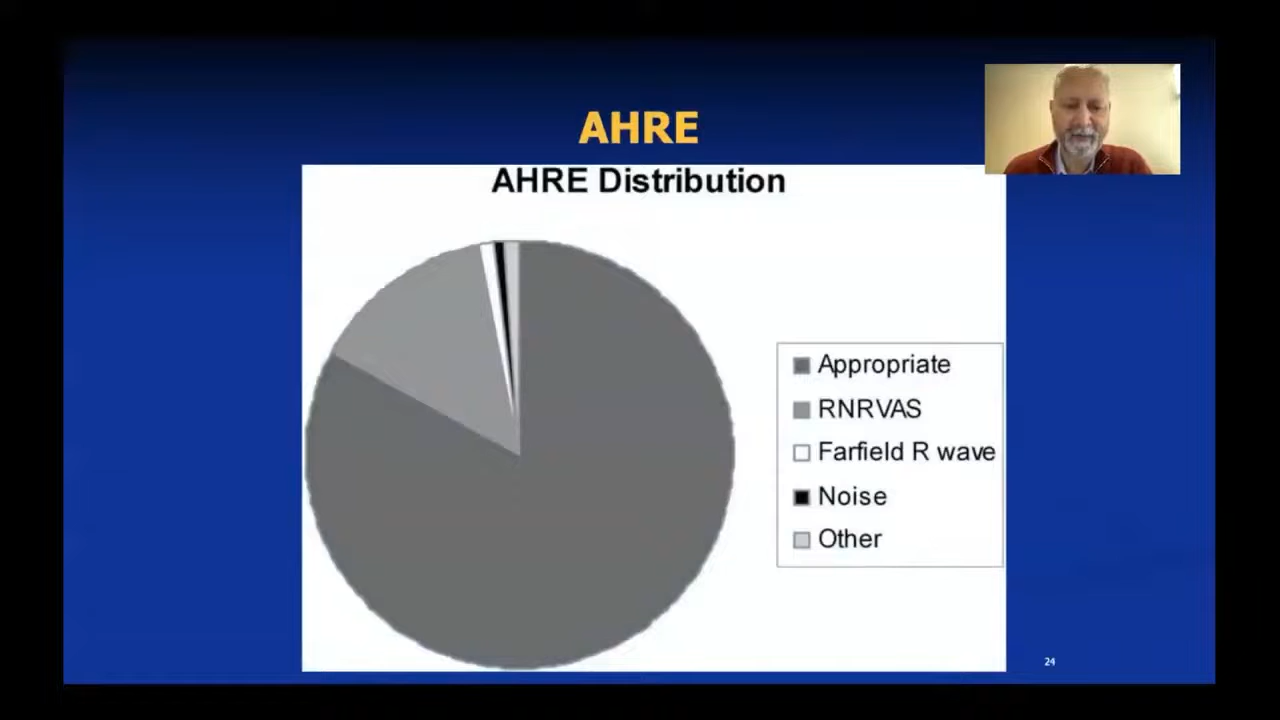 AHRE
AHRE Distribution
Appropriate
RNRVAS
Farfield R wave
Noise
Other
24